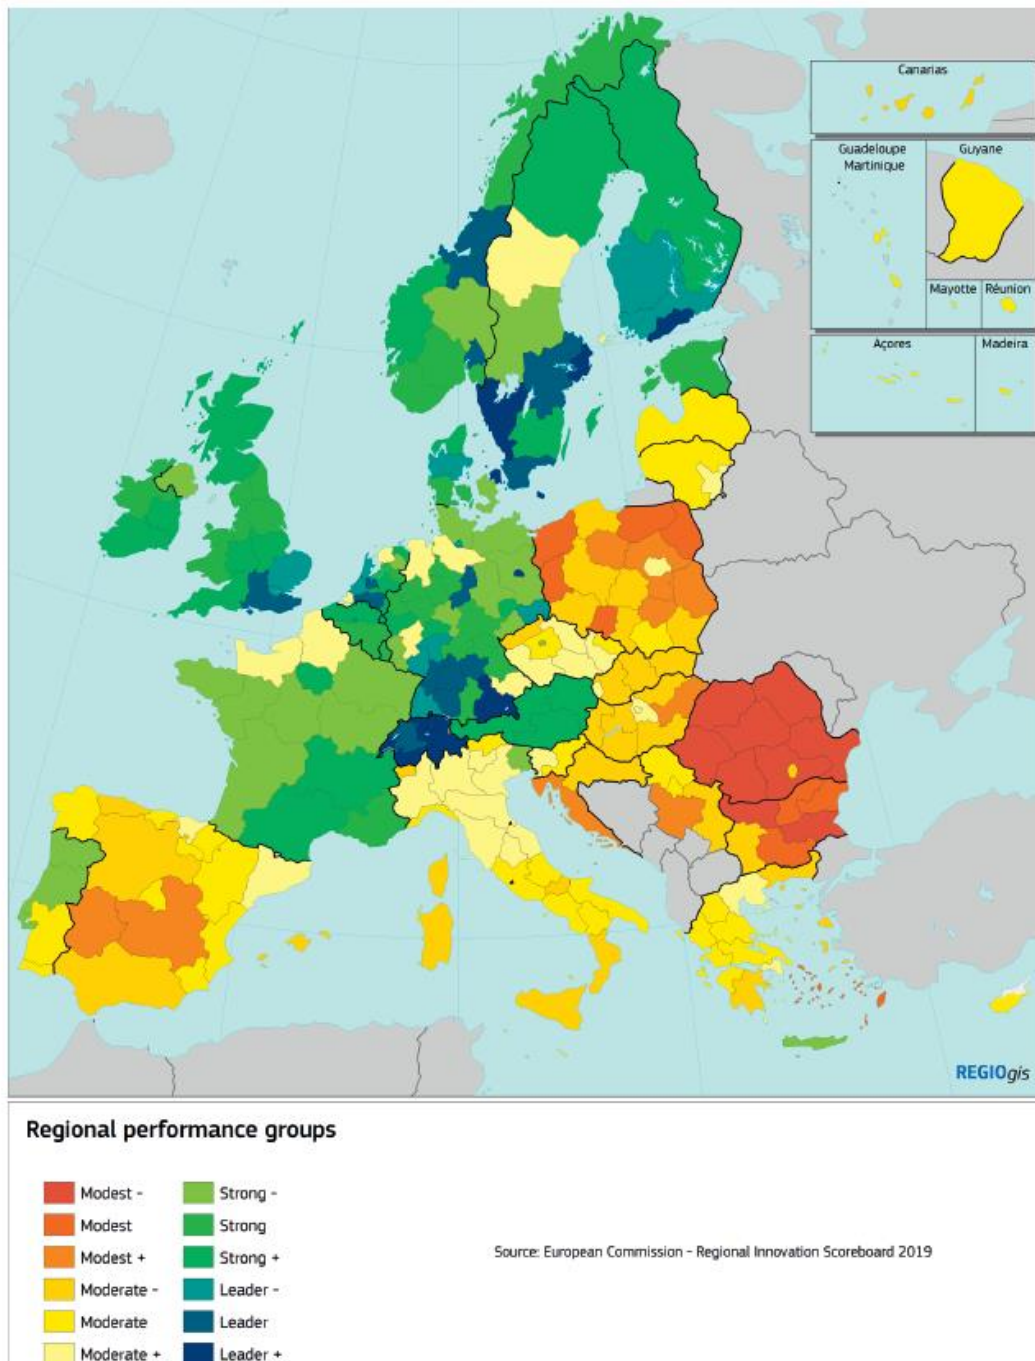 Canarias
Guadeloupe
Martinique
Guyane
Mayotte
Réunion
Açores
Madeira
REGIOgis
Regional performance groups
Modest -
Strong -
Modest
Strong
Modest +
Strong +
Moderate -
Leader -
Moderate
Leader
Moderate +
Leader +
Source: European Commission - Regional Innovation Scoreboard 2019